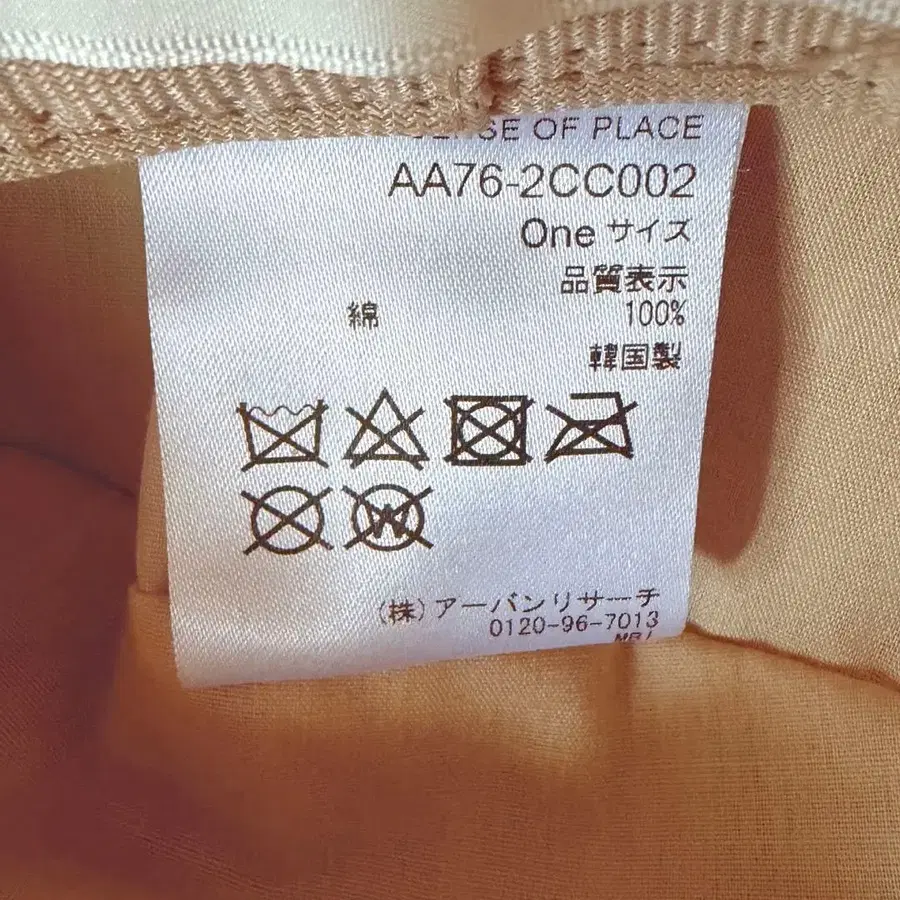 SENSE OF PLACE
AA76-2CC002
One サイズ
品質表示
綿 100%
韓国製
W
(株)アーバンリサーチ
0120-96-7013